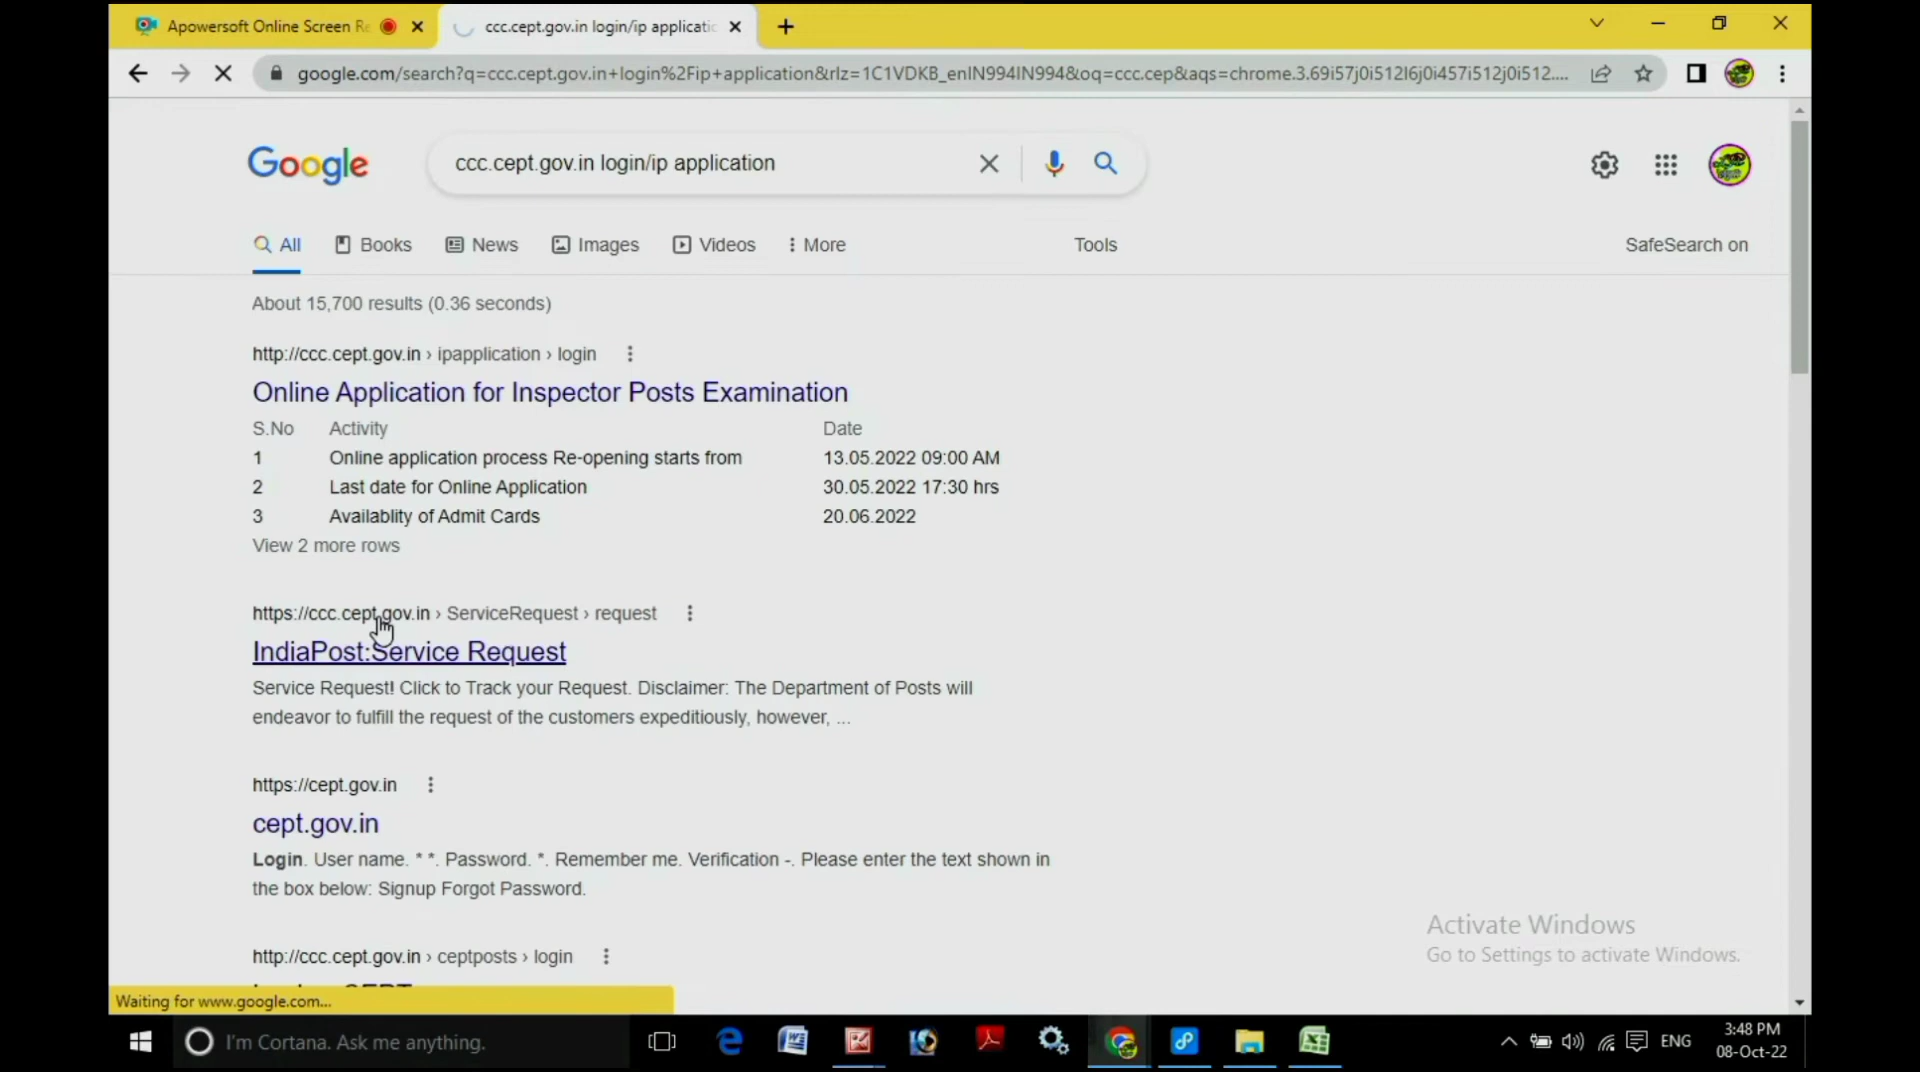 Apowersoft Online Screen Re
ccc.cept.gov.in login/ip applicatio
google.com/search?q=ccc.cept.gov.in+login%2Fip+application&rlz=1C1VDKB_enIN994IN994&oq=ccc.cep&aqs=chrome.3.69i57j0i512l6j0i457i512j0i512....
Google
ccc.cept.gov.in login/ip application
All Books News Images Videos More Tools SafeSearch on
About 15,700 results (0.36 seconds)
http://ccc.cept.gov.in › ipapplication › login
Online Application for Inspector Posts Examination
S.No Activity Date
1 Online application process Re-opening starts from 13.05.2022 09:00 AM
2 Last date for Online Application 30.05.2022 17:30 hrs
3 Availablity of Admit Cards 20.06.2022
View 2 more rows
https://ccc.cept.gov.in › ServiceRequest › request
IndiaPost:Service Request
Service Request! Click to Track your Request. Disclaimer: The Department of Posts will
endeavor to fulfill the request of the customers expeditiously, however, ...
https://cept.gov.in
cept.gov.in
Login. User name. * *. Password. *. Remember me. Verification -. Please enter the text shown in
the box below: Signup Forgot Password.
Activate Windows
Go to Settings to activate Windows.
http://ccc.cept.gov.in › ceptposts › login
Waiting for www.google.com...
I'm Cortana. Ask me anything.
ENG
3:48 PM
08-Oct-22